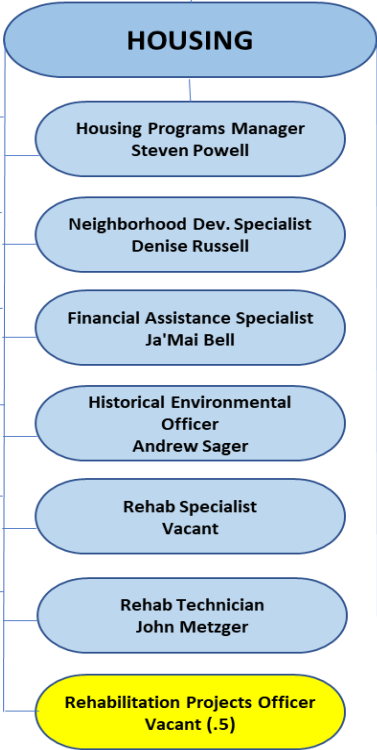 HOUSING
Housing Programs Manager
Steven Powell
Neighborhood Dev. Specialist
Denise Russell
Financial Assistance Specialist
Ja'Mai Bell
Historical Environmental
Officer
Andrew Sager
Rehab Specialist
Vacant
Rehab Technician
John Metzger
Rehabilitation Projects Officer
Vacant (.5)